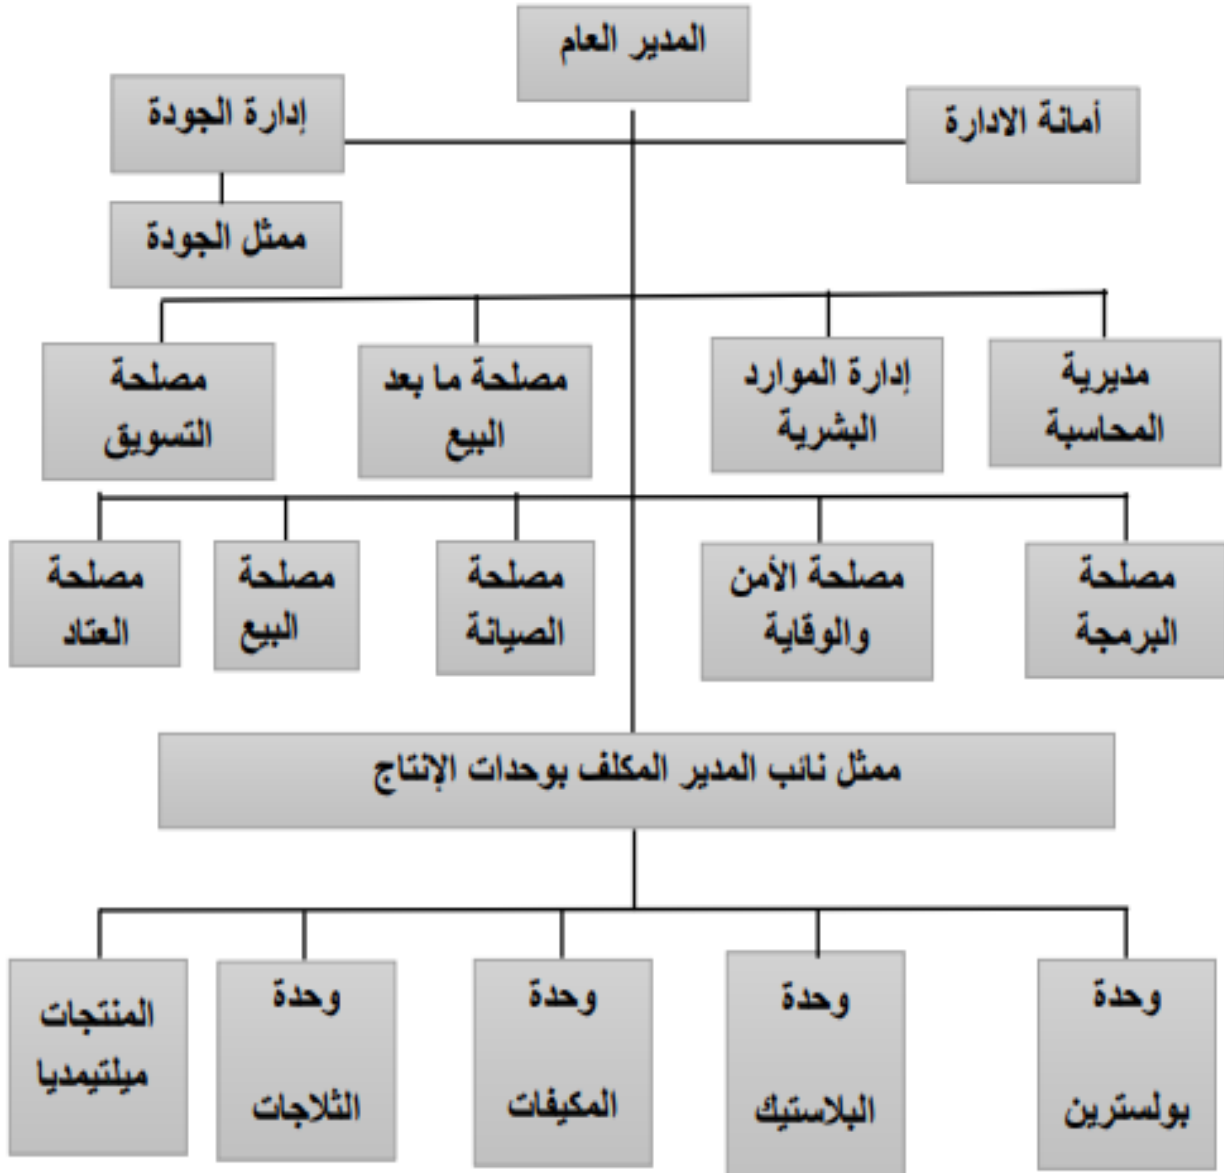 المدير العام
أمانة الادارة
إدارة الجودة
ممثل الجودة
مديرية
المحاسبة
إدارة الموارد
البشرية
مصلحة ما بعد
البيع
مصلحة
التسويق
مصلحة
البرمجة
مصلحة الأمن
والوقاية
مصلحة
الصيانة
مصلحة
البيع
مصلحة
العتاد
ممثل نائب المدير المكلف بوحدات الإنتاج
وحدة
بولسترين
وحدة
البلاستيك
وحدة
المكيفات
وحدة
الثلاجات
المنتجات
ميلتيمديا